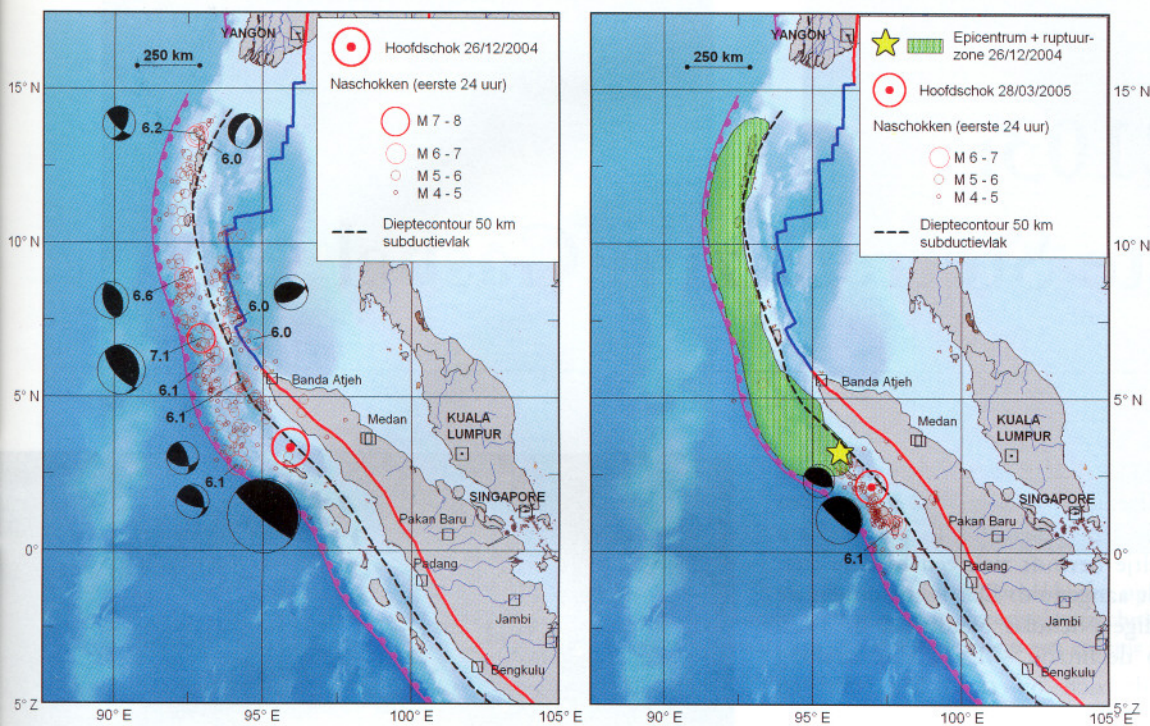 YANGON
250 km
Hoofdschok 26/12/2004
Naschokken (eerste 24 uur)
M 7 - 8
M 6 - 7
M 5 - 6
M 4 - 5
Dieptecontour 50 km
subductievlak
15° N
10° N
5° N
0°
5° Z
6.2
6.0
6.6
6.0
6.0
7.1
6.1
6.1
6.1
Banda Atjeh
Medan
KUALA
LUMPUR
SINGAPORE
Pakan Baru
Padang
Jambi
Bengkulu
90° E
95° E
100° E
105° E
YANGON
250 km
Epicentrum + ruptuur-
zone 26/12/2004
Hoofdschok 28/03/2005
Naschokken (eerste 24 uur)
M 6 - 7
M 5 - 6
M 4 - 5
Dieptecontour 50 km
subductievlak
15° N
10° N
5° N
0°
5° Z
Banda Atjeh
Medan
KUALA
LUMPUR
SINGAPORE
Pakan Baru
6.1
Padang
Jambi
Bengkulu
90° E
95° E
100° E
105° E